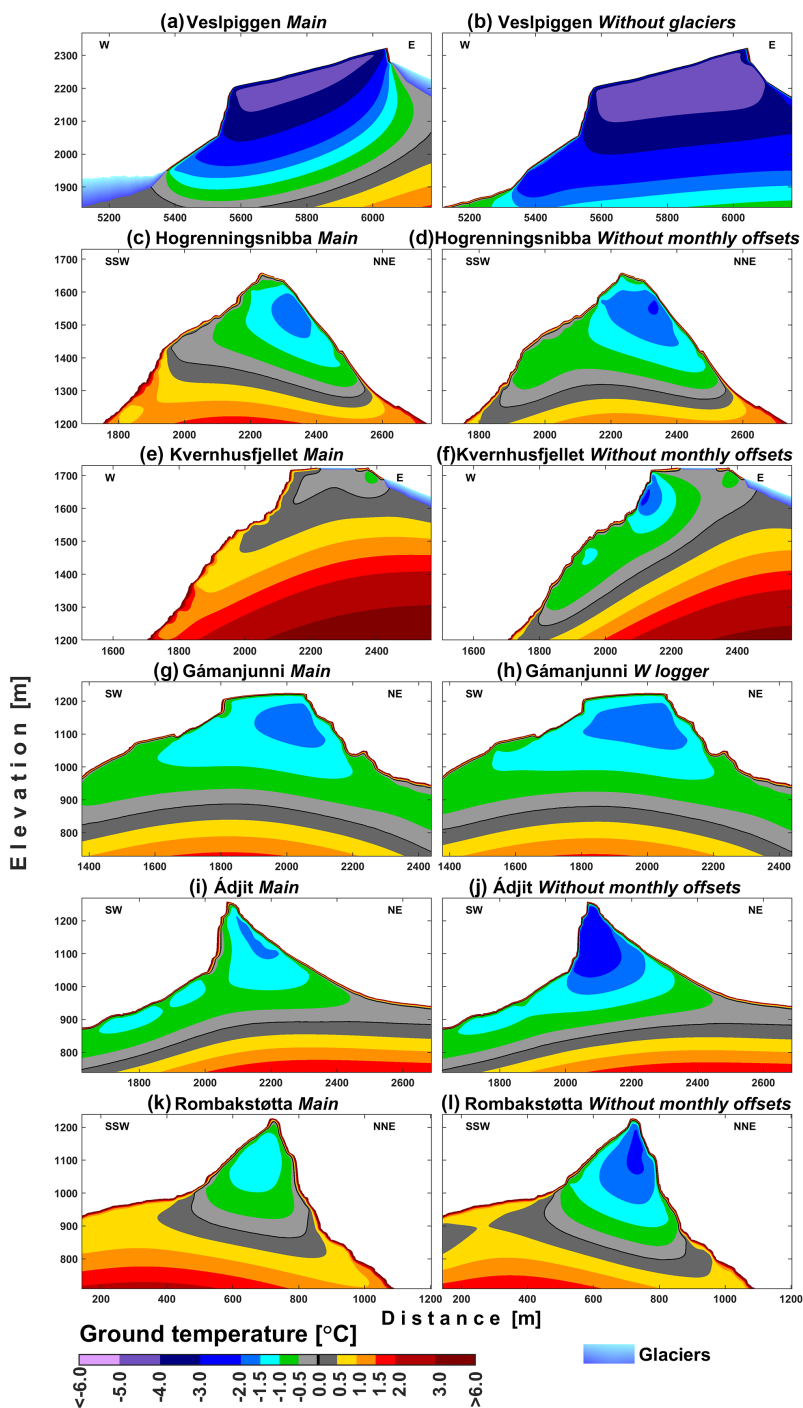 (a) Veslpiggen Main
(b) Veslpiggen Without glaciers
W E
W E
2300
2200
2100
2000
1900
5200 5400 5600 5800 6000
5200 5400 5600 5800 6000
(c) Hogrenningsnibba Main
(d)Hogrenningsnibba Without monthly offsets
SSW NNE
SSW NNE
1700
1600
1500
1400
1300
1200
1800 2000 2200 2400 2600
1800 2000 2200 2400 2600
(e) Kvernhusfjellet Main
(f)Kvernhusfjellet Without monthly offsets
W E
W E
1700
1600
1500
1400
1300
1200
1600 1800 2000 2200 2400
1600 1800 2000 2200 2400
(g) Gámanjunni Main
(h) Gámanjunni W logger
SW NE
SW NE
1200
1100
1000
900
800
1400 1600 1800 2000 2200 2400
1400 1600 1800 2000 2200 2400
(i) Ádjit Main
(j) Ádjit Without monthly offsets
SW NE
SW NE
1200
1100
1000
900
800
1800 2000 2200 2400 2600
1800 2000 2200 2400 2600
(k) Rombakstøtta Main
(l) Rombakstøtta Without monthly offsets
SSW NNE
SSW NNE
1200
1100
1000
900
800
200 400 600 800 1000 1200
200 400 600 800 1000 1200
Elevation [m]
Distance [m]
Ground temperature [°C]
<-6.0 -5.0 -4.0 -3.0 -2.0 -1.5 -1.0 -0.5 0.0 0.5 1.0 1.5 2.0 3.0 >6.0
Glaciers